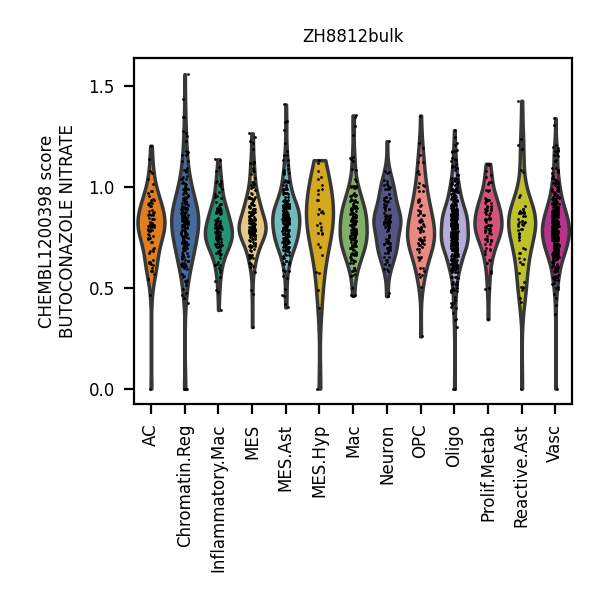 ZH8812bulk
CHEMBL1200398 score
BUTOCONAZOLE NITRATE
1.5
1.0
0.5
0.0
AC
Chromatin.Reg
Inflammatory.Mac
MES
MES.Ast
MES.Hyp
Mac
Neuron
OPC
Oligo
Prolif.Metab
Reactive.Ast
Vasc